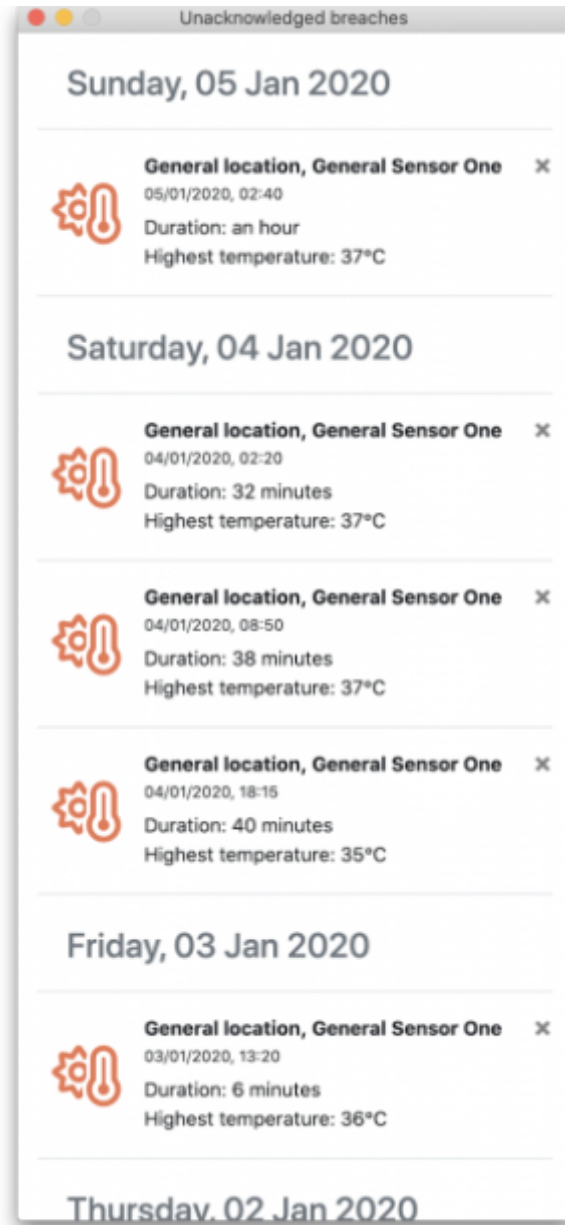 Unacknowledged breaches
Sunday, 05 Jan 2020
General location, General Sensor One
05/01/2020, 02:40
Duration: an hour
Highest temperature: 37°C
Saturday, 04 Jan 2020
General location, General Sensor One
04/01/2020, 02:20
Duration: 32 minutes
Highest temperature: 37°C
General location, General Sensor One
04/01/2020, 08:50
Duration: 38 minutes
Highest temperature: 37°C
General location, General Sensor One
04/01/2020, 18:15
Duration: 40 minutes
Highest temperature: 35°C
Friday, 03 Jan 2020
General location, General Sensor One
03/01/2020, 13:20
Duration: 6 minutes
Highest temperature: 36°C
Thursday, 02 Jan 2020